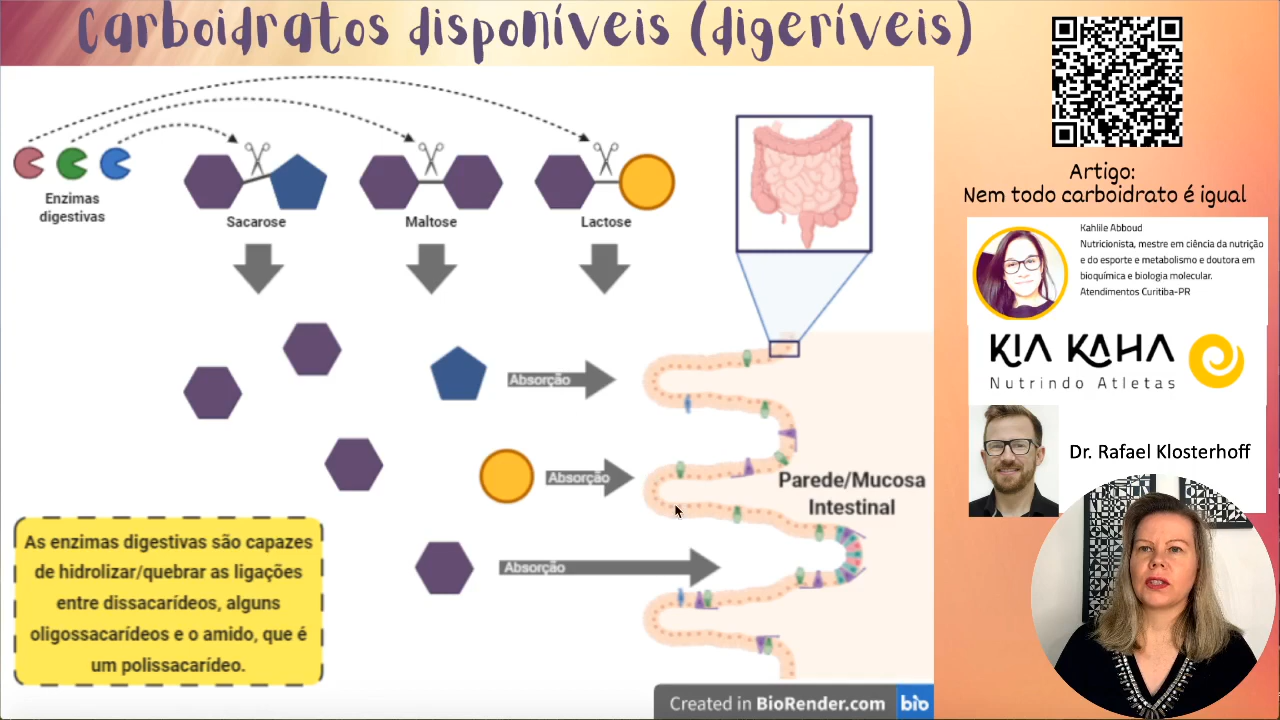 Carboidratos disponíveis (digeríveis)
Enzimas
digestivas
Sacarose
Maltose
Lactose
Absorção
Absorção
Absorção
Parede/Mucosa
Intestinal
As enzimas digestivas são capazes
de hidrolizar/quebrar as ligações
entre dissacarídeos, alguns
oligossacarídeos e o amido, que é
um polissacarídeo.
Created in BioRender.com bio
Artigo:
Nem todo carboidrato é igual
Kahlile Abboud
Nutricionista, mestre em ciência da nutrição
e do esporte e metabolismo e doutora em
bioquímica e biologia molecular.
Atendimentos Curitiba-PR
KIA KAHA
Nutrindo Atletas
Dr. Rafael Klosterhoff